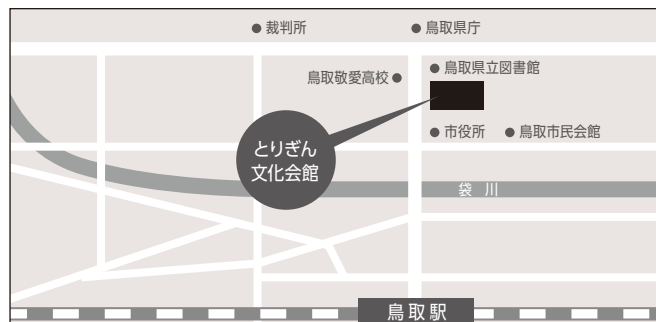 裁判所
鳥取県庁
鳥取県立図書館
鳥取敬愛高校
市役所
鳥取市民会館
とりぎん
文化会館
袋川
鳥取駅